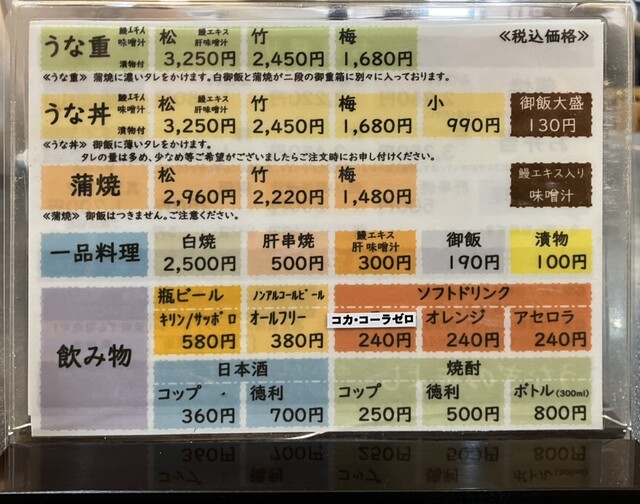 うな重 鰻エキス 味噌汁 漬物付 松 鰻エキス 肝味噌汁 3,250円 竹 2,450円 梅 1,680円 ≪税込価格≫
≪うな重≫ 蒲焼に濃いタレをかけます。白御飯と蒲焼が二段の御重箱に別々に入っております。
うな丼 鰻エキス 味噌汁 漬物付 松 鰻エキス 肝味噌汁 3,250円 竹 2,450円 梅 1,680円 小 990円 御飯大盛 130円
≪うな丼≫ 御飯に薄いタレをかけます。
タレの量は多め、少なめ等ご希望がございましたらご注文時にお申し付けください。
蒲焼 松 2,960円 竹 2,220円 梅 1,480円 鰻エキス入り 味噌汁
≪蒲焼≫ 御飯はつきません。ご注意ください。
一品料理 白焼 2,500円 肝串焼 500円 鰻エキス 肝味噌汁 300円 御飯 190円 漬物 100円
飲み物
瓶ビール ノンアルコールビール ソフトドリンク
キリン/サッポロ オールフリー コカ・コーラゼロ オレンジ アセロラ
580円 380円 240円 240円 240円
日本酒 焼酎
コップ 徳利 コップ 徳利 ボトル(300ml)
360円 700円 250円 500円 800円